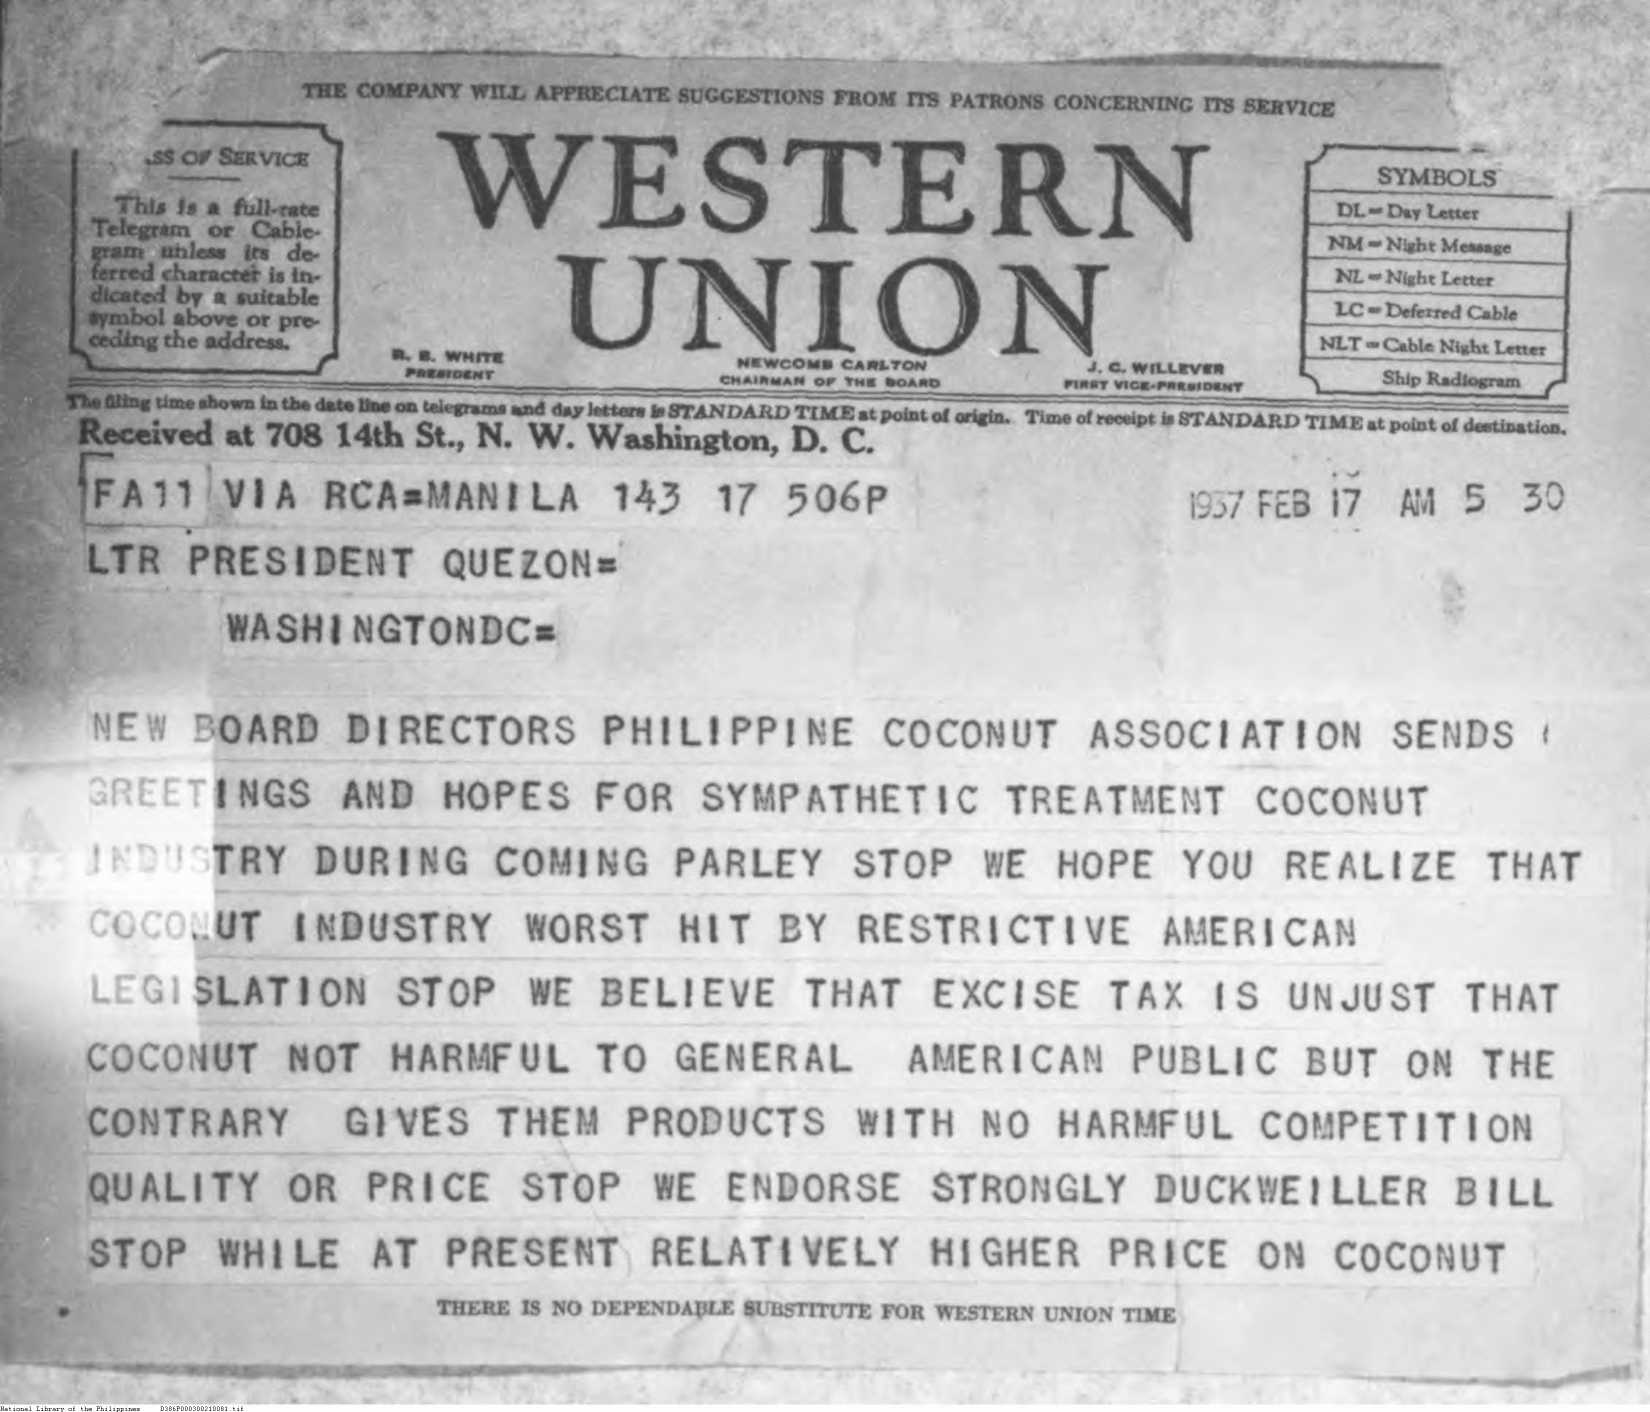 THE COMPANY WILL APPRECIATE SUGGESTIONS FROM ITS PATRONS CONCERNING ITS SERVICE
OF SERVICE
This is a full-rate
Telegram or Cable-
gram unless its de-
ferred character is in-
dicated by a suitable
symbol above or pre-
ceding the address.
WESTERN
UNION
R. B. WHITE
PRESIDENT
NEWCOMB CARLTON
CHAIRMAN OF THE BOARD
J. C. WILLEVER
FIRST VICE-PRESIDENT
SYMBOLS
DL = Day Letter
NM = Night Message
NL = Night Letter
LC = Deferred Cable
NLT = Cable Night Letter
Ship Radiogram
The filing time shown in the date line on telegrams and day letters is STANDARD TIME at point of origin. Time of receipt is STANDARD TIME at point of destination.
Received at 708 14th St., N. W. Washington, D. C.
FA11 VIA RCA=MANILA 143 17 506P
1937 FEB 17 AM 5 30
LTR PRESIDENT QUEZON=
WASHINGTONDC=
NEW BOARD DIRECTORS PHILIPPINE COCONUT ASSOCIATION SENDS
GREETINGS AND HOPES FOR SYMPATHETIC TREATMENT COCONUT
INDUSTRY DURING COMING PARLEY STOP WE HOPE YOU REALIZE THAT
COCONUT INDUSTRY WORST HIT BY RESTRICTIVE AMERICAN
LEGISLATION STOP WE BELIEVE THAT EXCISE TAX IS UNJUST THAT
COCONUT NOT HARMFUL TO GENERAL AMERICAN PUBLIC BUT ON THE
CONTRARY GIVES THEM PRODUCTS WITH NO HARMFUL COMPETITION
QUALITY OR PRICE STOP WE ENDORSE STRONGLY DUCKWEILLER BILL
STOP WHILE AT PRESENT RELATIVELY HIGHER PRICE ON COCONUT
THERE IS NO DEPENDABLE SUBSTITUTE FOR WESTERN UNION TIME
National Library of the Philippines D386P000300210081.tif